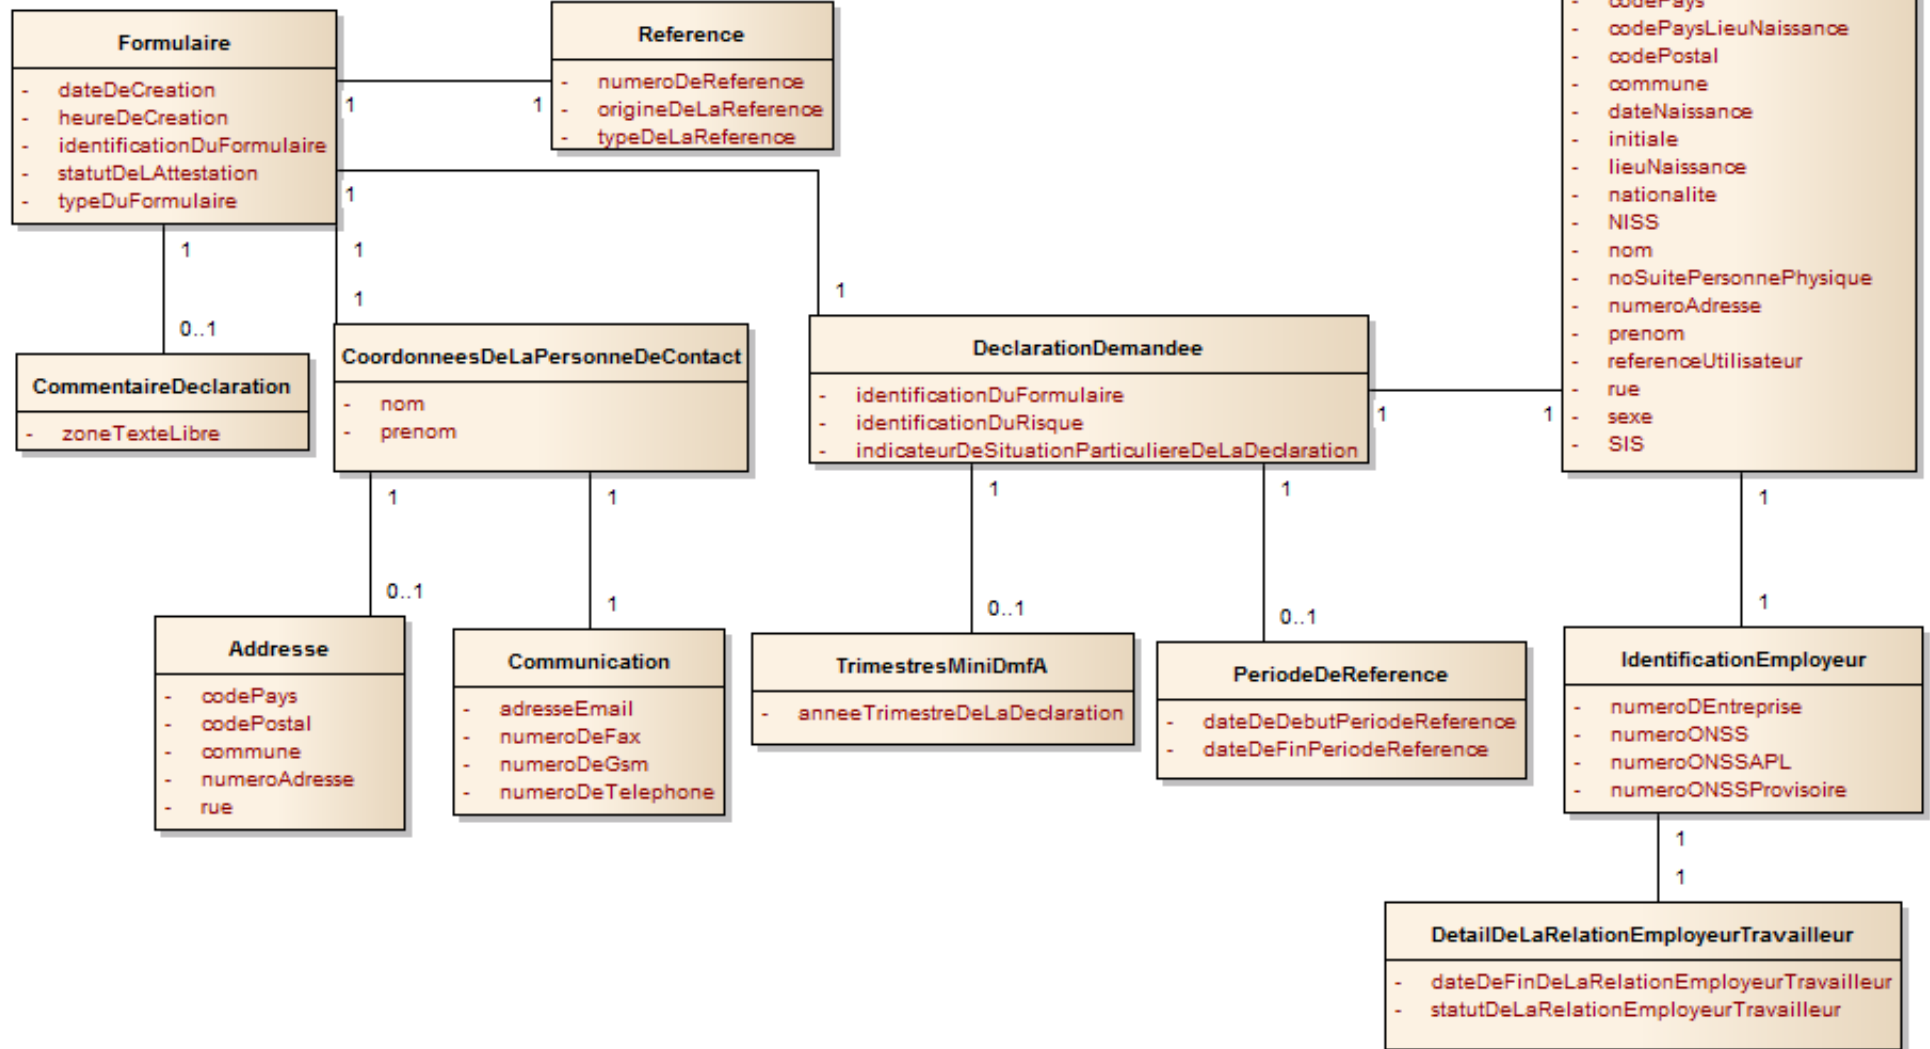 Formulaire
- dateDeCreation
- heureDeCreation
- identificationDuFormulaire
- statutDeLAttestation
- typeDuFormulaire
Reference
- numeroDeReference
- origineDeLaReference
- typeDeLaReference
- codePays
- codePaysLieuNaissance
- codePostal
- commune
- dateNaissance
- initiale
- lieuNaissance
- nationalite
- NISS
- nom
- noSuitePersonnePhysique
- numeroAdresse
- prenom
- referenceUtilisateur
- rue
- sexe
- SIS
1
1
1
1
1
1
0..1
1
1
1
CommentaireDeclaration
- zoneTexteLibre
CoordonneesDeLaPersonneDeContact
- nom
- prenom
DeclarationDemandee
- identificationDuFormulaire
- identificationDuRisque
- indicateurDeSituationParticuliereDeLaDeclaration
1
1
1
1
1
0..1
1
0..1
0..1
1
Addresse
- codePays
- codePostal
- commune
- numeroAdresse
- rue
Communication
- adresseEmail
- numeroDeFax
- numeroDeGsm
- numeroDeTelephone
TrimestresMiniDmfA
- anneeTrimestreDeLaDeclaration
PeriodeDeReference
- dateDeDebutPeriodeReference
- dateDeFinPeriodeReference
IdentificationEmployeur
- numeroDEntreprise
- numeroONSS
- numeroONSSAPL
- numeroONSSProvisoire
1
1
DetailDeLaRelationEmployeurTravailleur
- dateDeFinDeLaRelationEmployeurTravailleur
- statutDeLaRelationEmployeurTravailleur